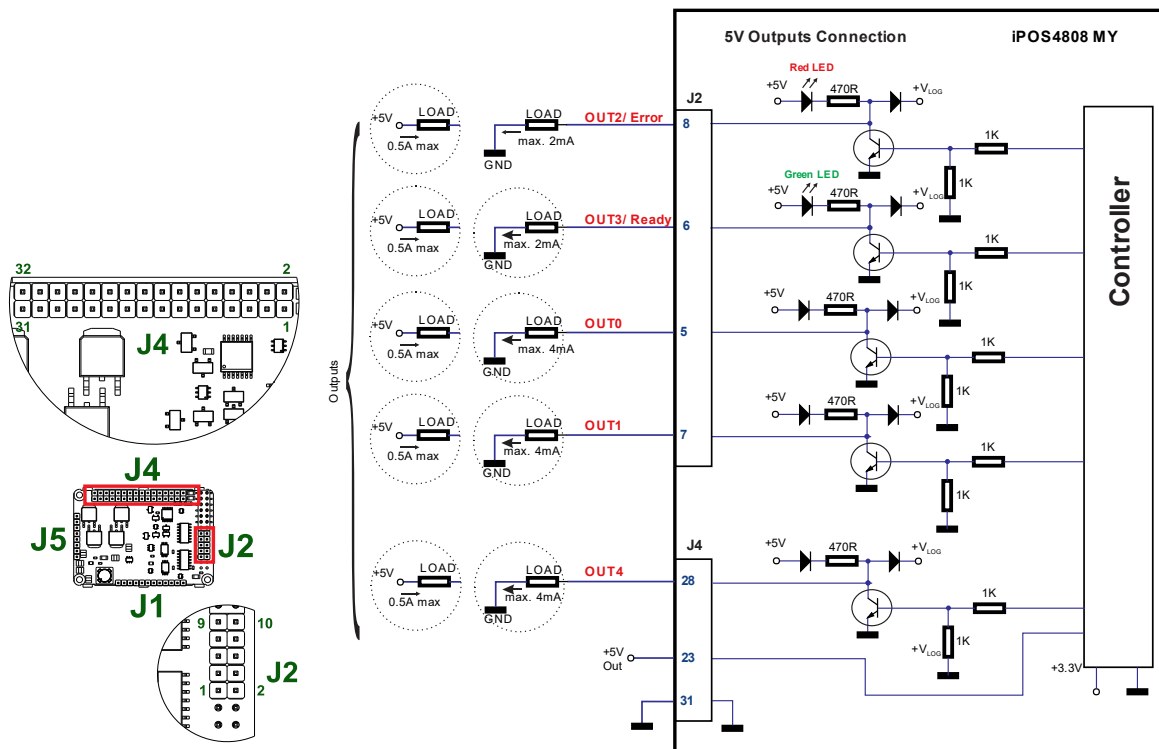 5V Outputs Connection
iPOS4808 MY
Red LED
+5V
470R
+VLOG
J2
+5V
LOAD
0.5A max
LOAD
max. 2mA
GND
OUT2/ Error
8
1K
1K
Green LED
+5V
470R
+VLOG
+5V
LOAD
0.5A max
LOAD
max. 2mA
GND
OUT3/ Ready
6
1K
1K
Controller
32
2
31
1
J4
+5V
470R
+VLOG
+5V
LOAD
0.5A max
LOAD
max. 4mA
GND
OUT0
5
1K
1K
Outputs
+5V
470R
+VLOG
+5V
LOAD
0.5A max
LOAD
max. 4mA
GND
OUT1
7
1K
1K
J4
J5
J2
J1
J4
+5V
470R
+VLOG
+5V
LOAD
0.5A max
LOAD
max. 4mA
GND
OUT4
28
1K
1K
+VLOG
+5V
Out
23
+3.3V
31
9
10
J2
1
2